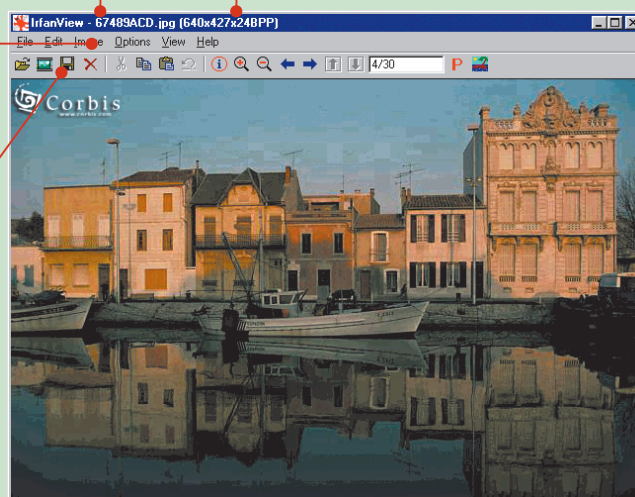 IrfanView - 67489ACD.jpg (640x427x24BPP)
File Edit Image Options View Help
4/30 P
Corbis
www.corbis.com